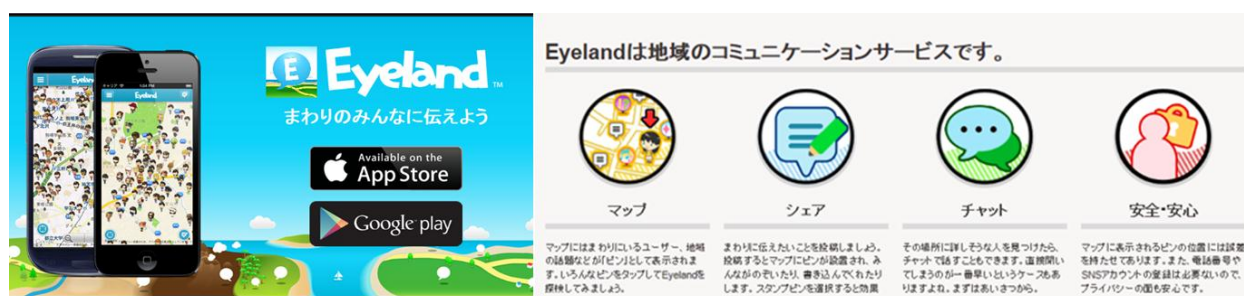 Eyeland
Eyeland
E Eyeland ™
まわりのみんなに伝えよう
Available on the
App Store
Google play
Eyelandは地域のコミュニケーションサービスです。
マップ
シェア
チャット
安全・安心
マップにはまわりにいるユーザー、地域
の話題などが「ピン」として表示されま
す。いろんなピンをタップしてEyelandを
探検してみましょう。
まわりに伝えたいことを投稿しましょう。
投稿するとマップにピンが設置され、み
んながのぞいたり、書き込んでくれたり
します。スタンプピンを選択すると効果
その場所に詳しそうな人を見つけたら、
チャットで話すこともできます。直接聞い
てしまうのが一番早いというケースもあ
りますよね。まずはあいさつから。
マップに表示されるピンの位置には誤差
を持たせてあります。また、電話番号や
SNSアカウントの登録は必要ないので、
プライバシーの面も安心です。